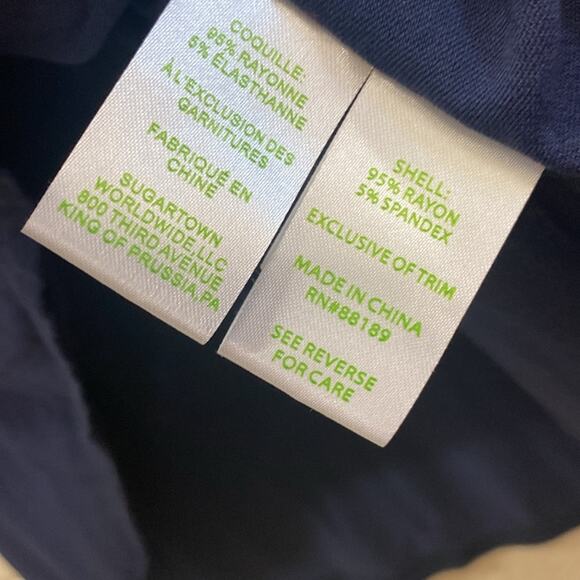 COQUILLE:
95% RAYONNE
5% ÉLASTHANNE
À L'EXCLUSION DES
GARNITURES
FABRIQUÉ EN
CHINE
SUGARTOWN
WORLDWIDE, LLC
800 THIRD AVENUE
KING OF PRUSSIA, PA
SHELL:
95% RAYON
5% SPANDEX
EXCLUSIVE OF TRIM
MADE IN CHINA
RN#88189
SEE REVERSE
FOR CARE